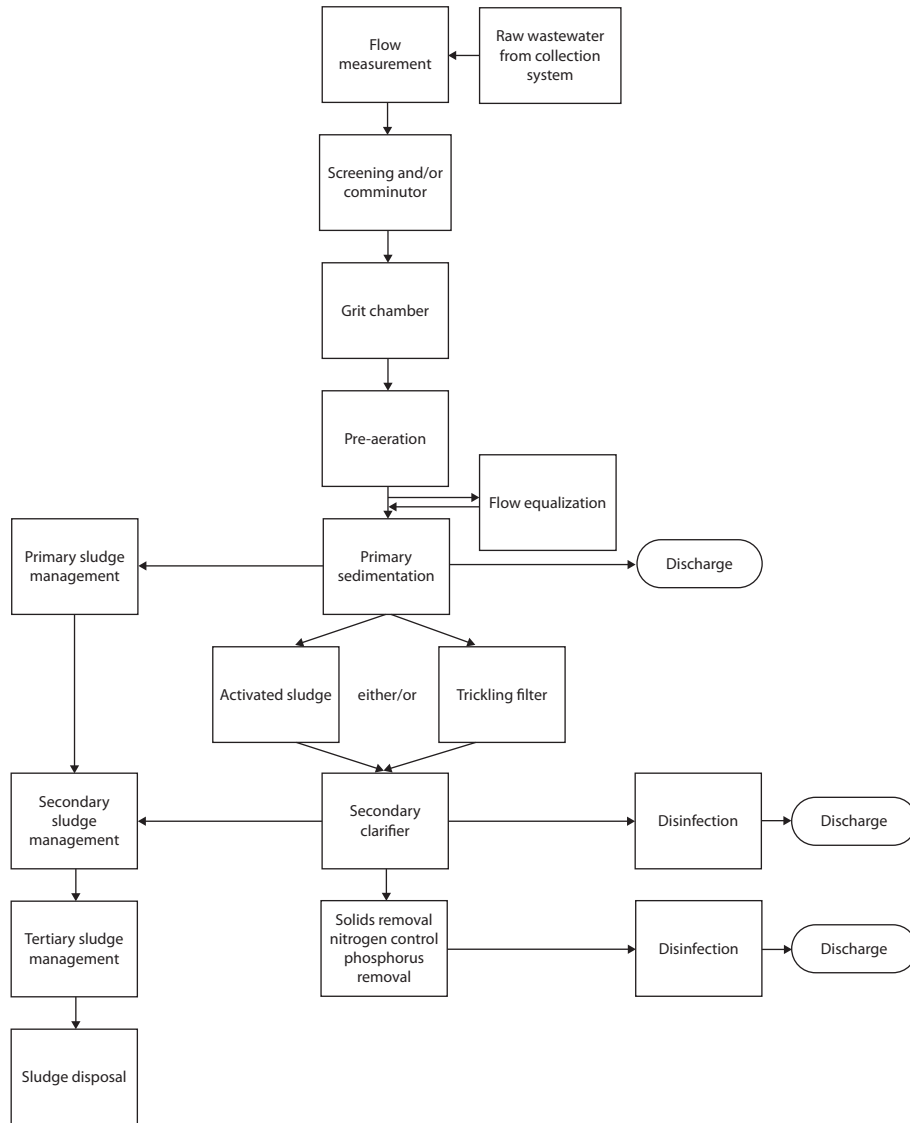 Flow
measurement
Raw wastewater
from collection
system
Screening and/or
comminutor
Grit chamber
Pre-aeration
Flow equalization
Primary sludge
management
Primary
sedimentation
Discharge
Activated sludge
either/or
Trickling filter
Secondary
sludge
management
Secondary
clarifier
Disinfection
Discharge
Tertiary sludge
management
Solids removal
nitrogen control
phosphorus
removal
Disinfection
Discharge
Sludge disposal